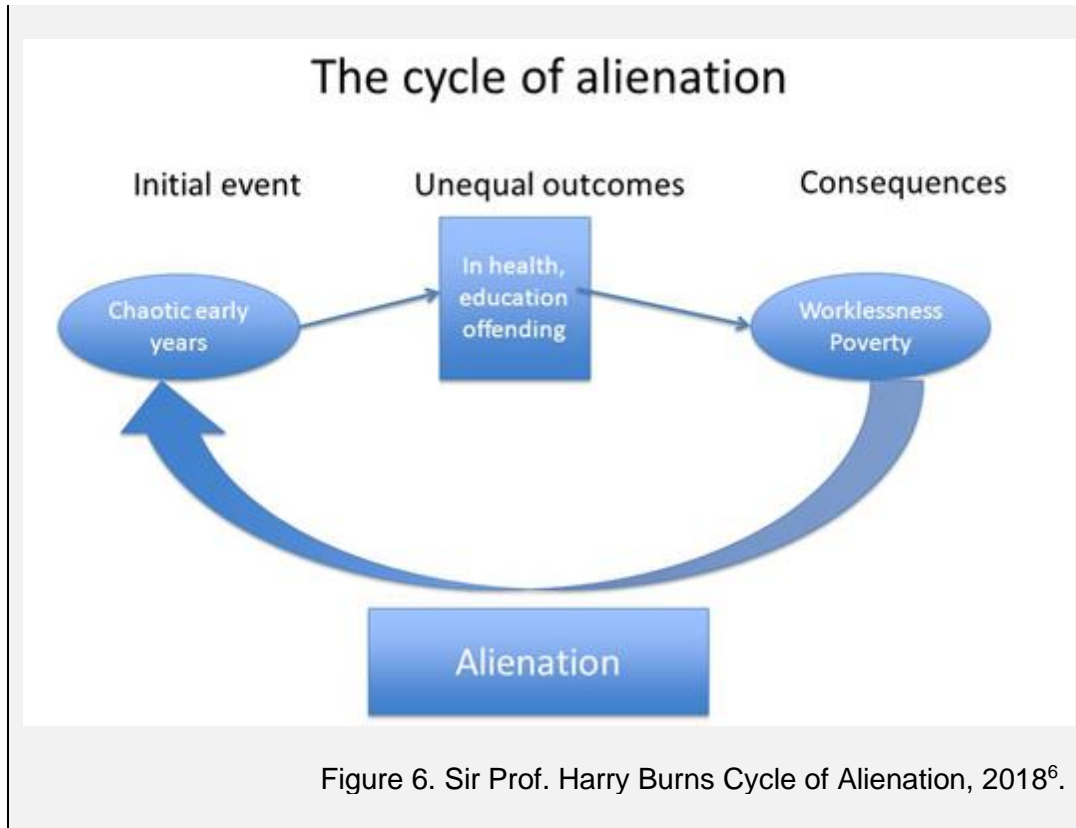 The cycle of alienation
Initial event
Unequal outcomes
Consequences
Chaotic early
years
In health,
education
offending
Worklessness
Poverty
Alienation
Figure 6. Sir Prof. Harry Burns Cycle of Alienation, 2018⁶.